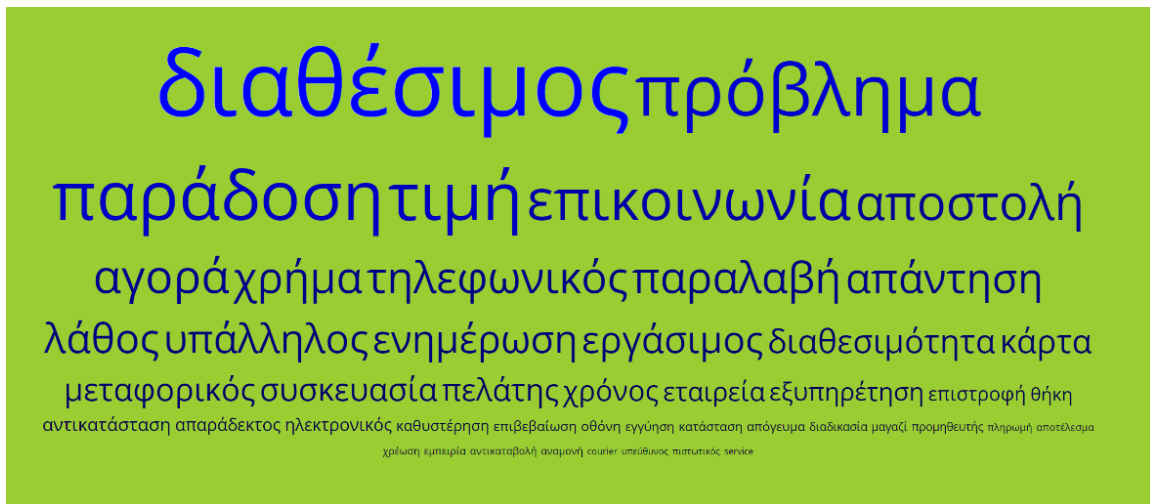 διαθέσιμος πρόβλημα
παράδοση τιμή επικοινωνία αποστολή
αγορά χρήμα τηλεφωνικός παραλαβή απάντηση
λάθος υπάλληλος ενημέρωση εργάσιμος διαθεσιμότητα κάρτα
μεταφορικός συσκευασία πελάτης χρόνος εταιρεία εξυπηρέτηση επιστροφή θήκη
αντικατάσταση απαράδεκτος ηλεκτρονικός καθυστέρηση επιβεβαίωση οθόνη εγγύηση κατάσταση απόγευμα διαδικασία μαγαζί προμηθευτής πληρωμή αποτέλεσμα
χρέωση εμπειρία αντικαταβολή αναμονή courier υπεύθυνος πιστωτικός service